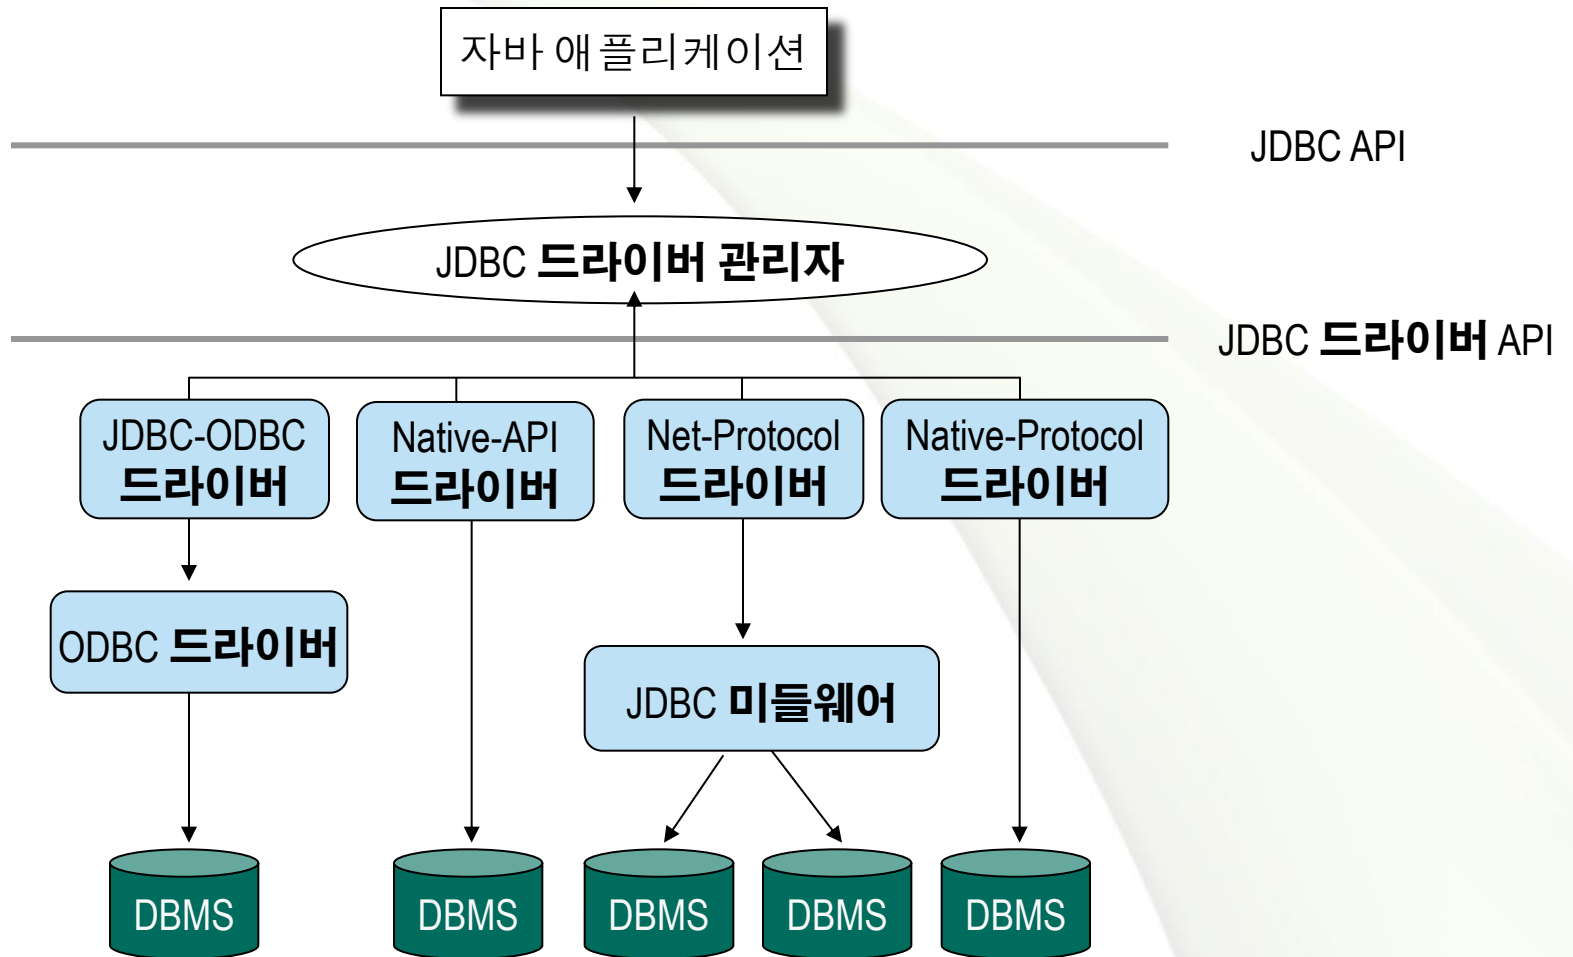 자바 애플리케이션
JDBC API
JDBC 드라이버 관리자
JDBC 드라이버 API
JDBC-ODBC
드라이버
Native-API
드라이버
Net-Protocol
드라이버
Native-Protocol
드라이버
ODBC 드라이버
JDBC 미들웨어
DBMS
DBMS
DBMS
DBMS
DBMS